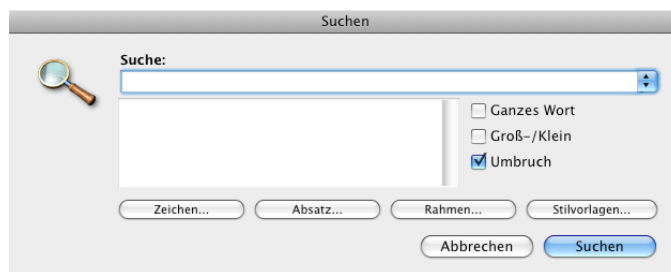 Suchen
Suche:
Ganzes Wort
Groß-/Klein
Umbruch
Zeichen... Absatz... Rahmen... Stilvorlagen...
Abbrechen Suchen